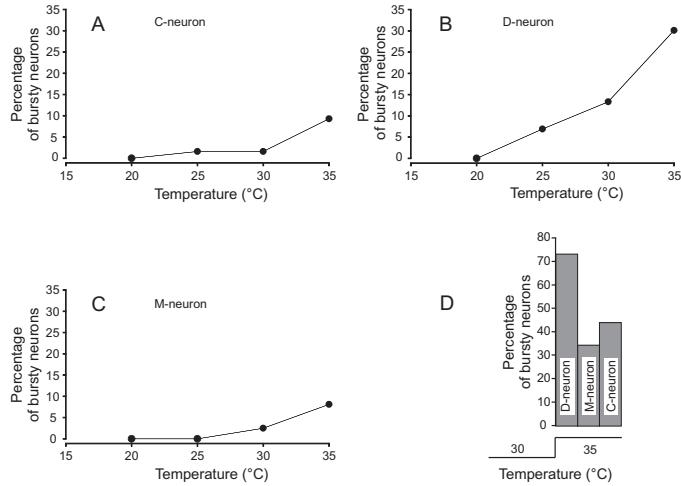 A
C-neuron
Percentage
of bursty neurons
35
30
25
20
15
10
5
0
15 20 25 30 35
Temperature (°C)
B
D-neuron
Percentage
of bursty neurons
35
30
25
20
15
10
5
0
15 20 25 30 35
Temperature (°C)
C
M-neuron
Percentage
of bursty neurons
35
30
25
20
15
10
5
0
15 20 25 30 35
Temperature (°C)
D
Percentage
of bursty neurons
80
70
60
50
40
30
20
10
0
D-neuron
M-neuron
C-neuron
30 35
Temperature (°C)